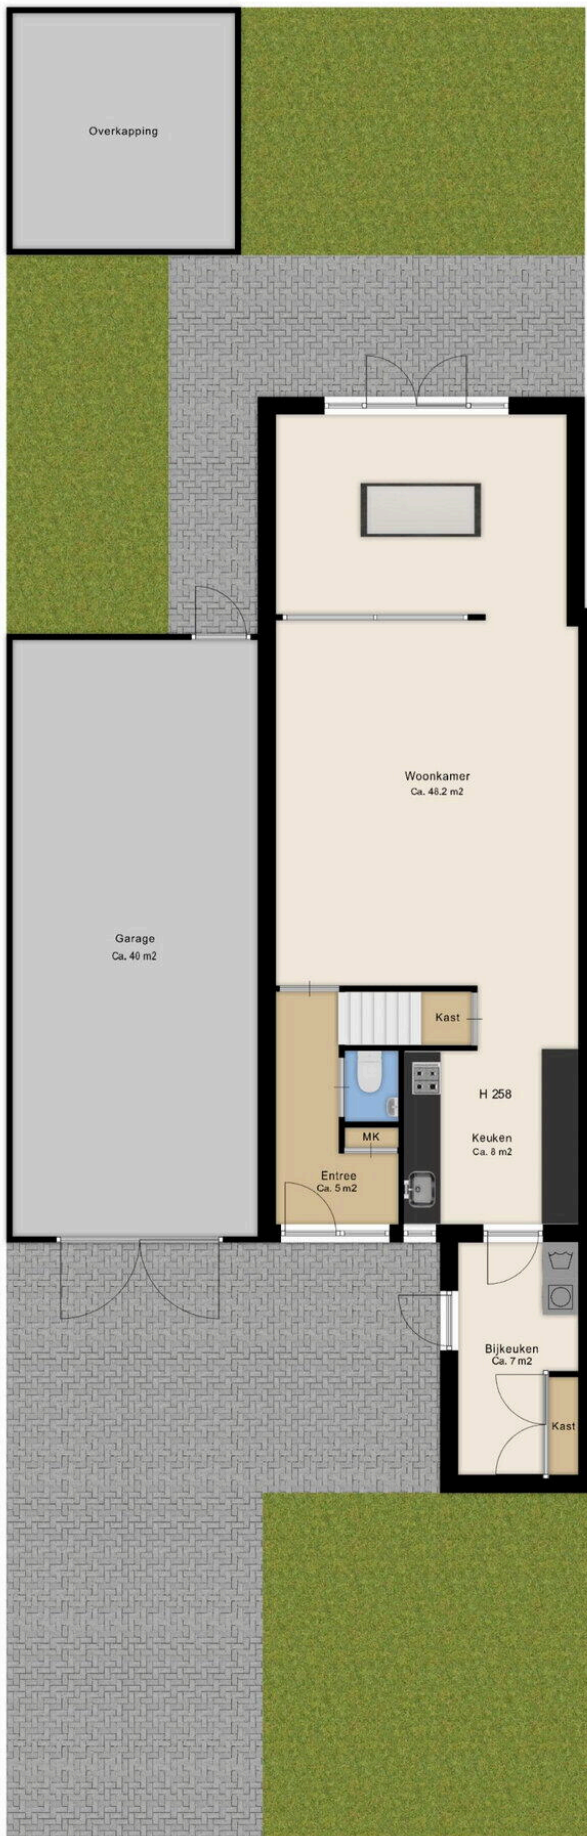 Overkapping
Woonkamer
Ca. 48.2 m2
Garage
Ca. 40 m2
Kast
H 258
MK
Keuken
Ca. 8 m2
Entree
Ca. 5 m2
Bijkeuken
Ca. 7 m2
Kast